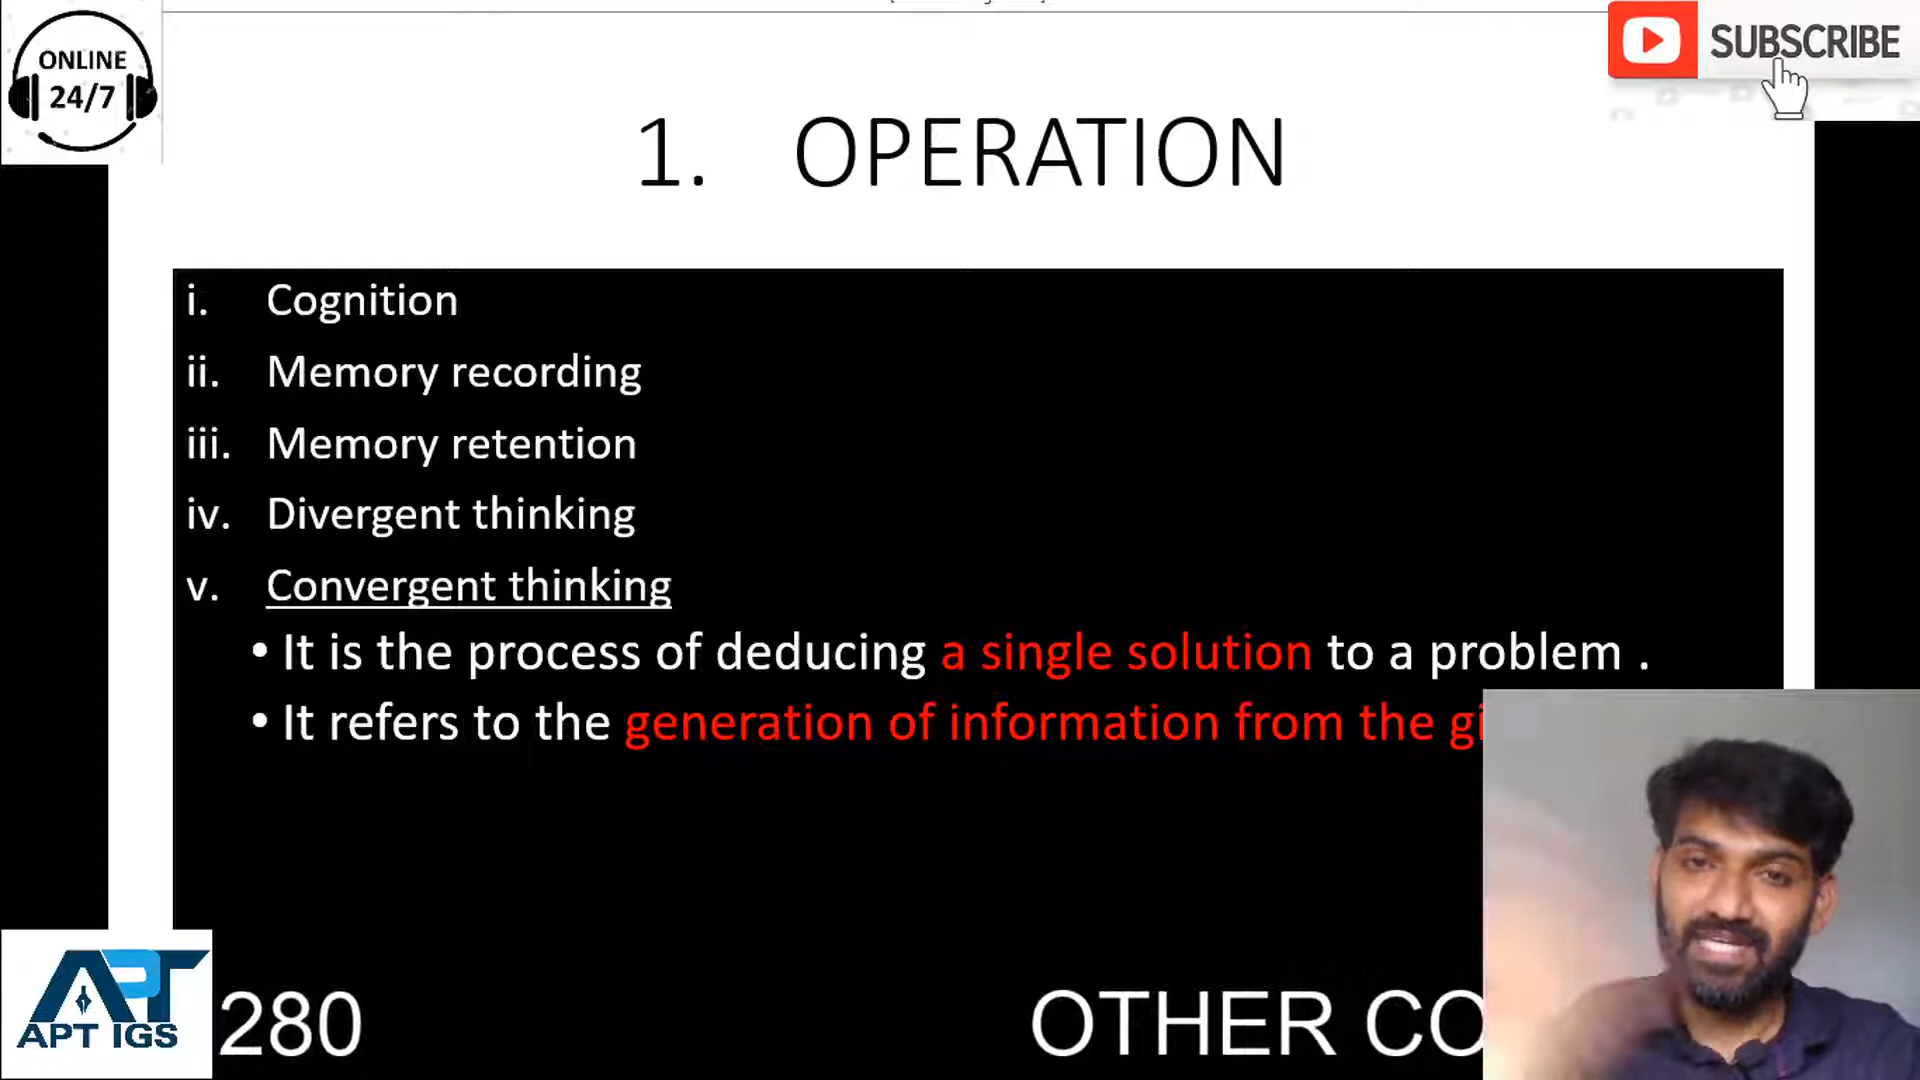 ONLINE
24/7
SUBSCRIBE
1. OPERATION
i. Cognition
ii. Memory recording
iii. Memory retention
iv. Divergent thinking
v. Convergent thinking
• It is the process of deducing a single solution to a problem .
• It refers to the generation of information from the gi
APT
APT IGS
280
OTHER CO